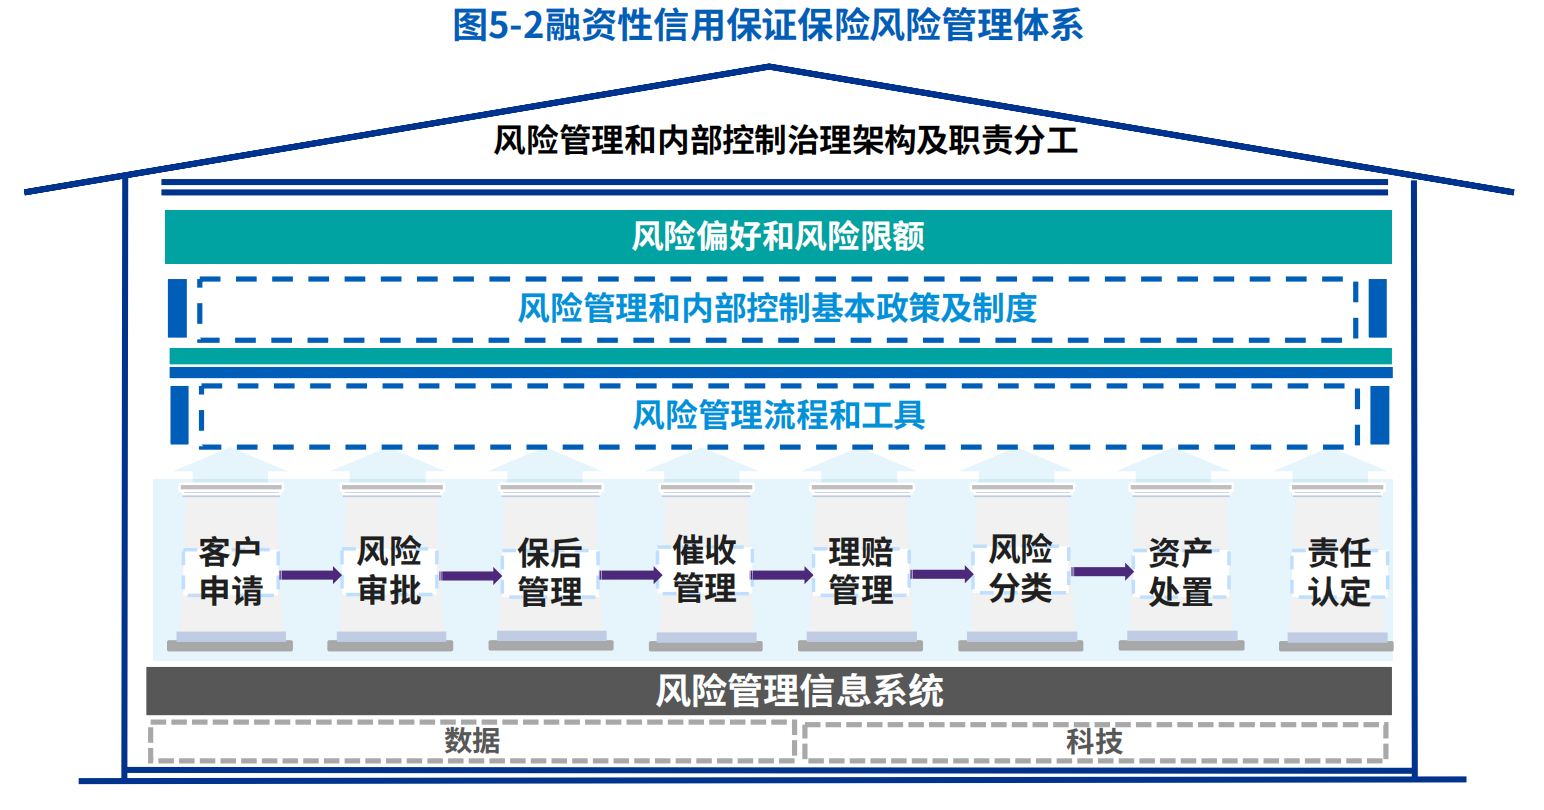 图5-2融资性信用保证保险风险管理体系
风险管理和内部控制治理架构及职责分工
风险偏好和风险限额
风险管理和内部控制基本政策及制度
风险管理流程和工具
客户
申请
风险
审批
保后
管理
催收
管理
理赔
管理
风险
分类
资产
处置
责任
认定
风险管理信息系统
数据
科技